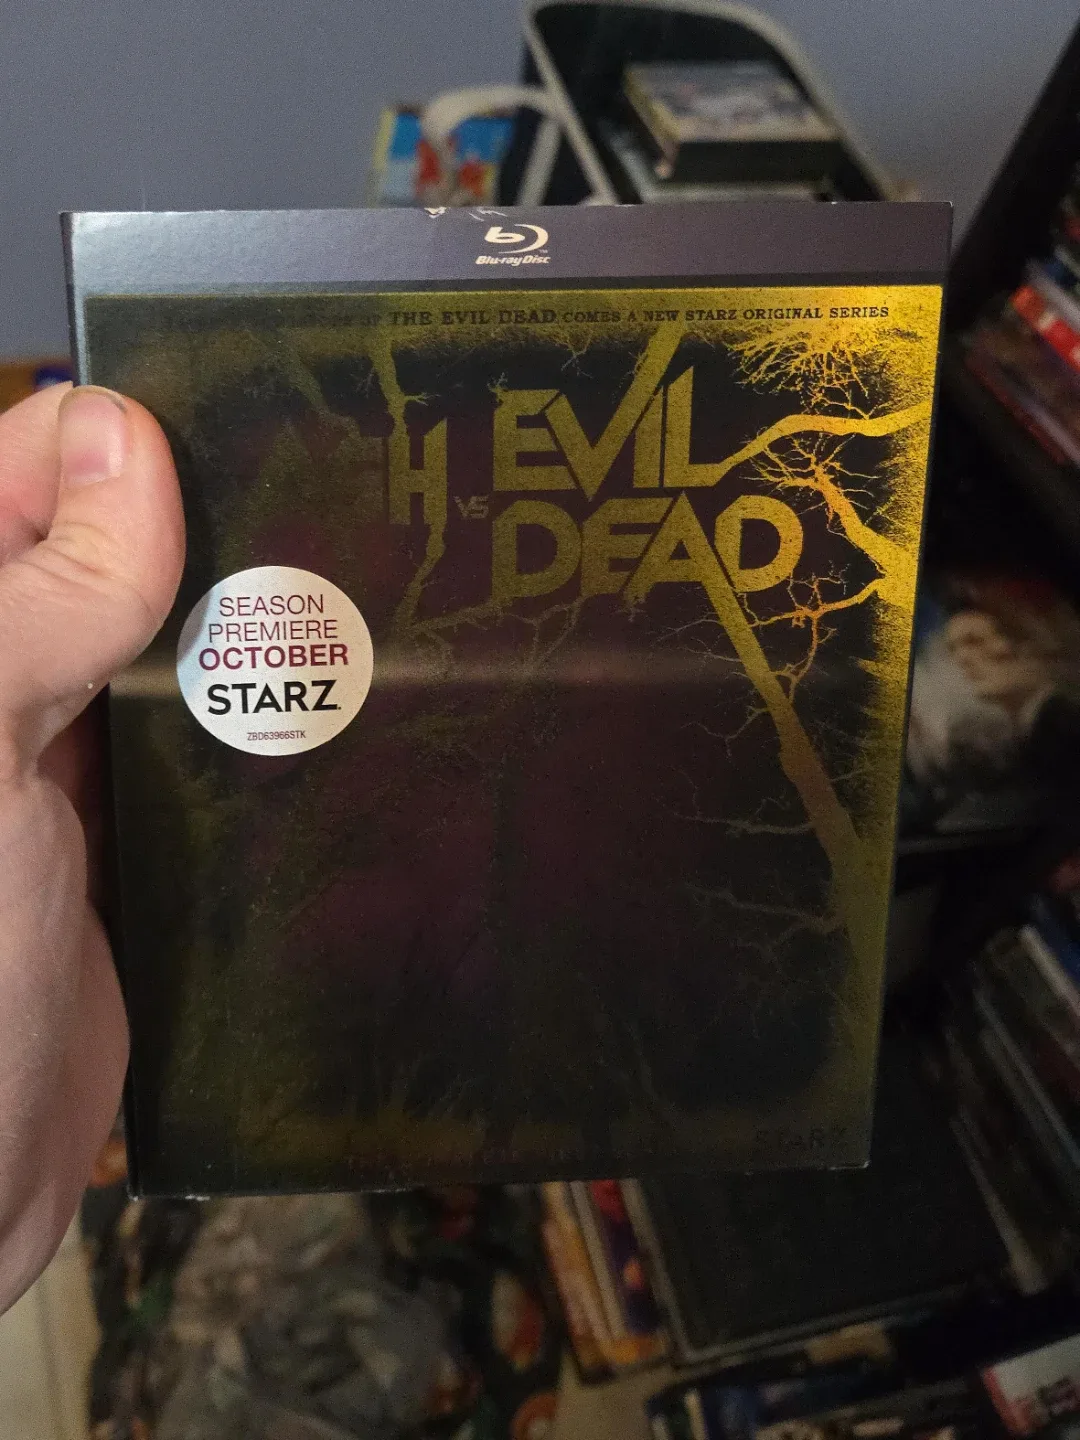 Blu-ray Disc
OF THE EVIL DEAD COMES A NEW STARZ ORIGINAL SERIES
H VS EVIL
DEAD
SEASON
PREMIERE
OCTOBER
STARZ
ZBD63966STK
STARZ